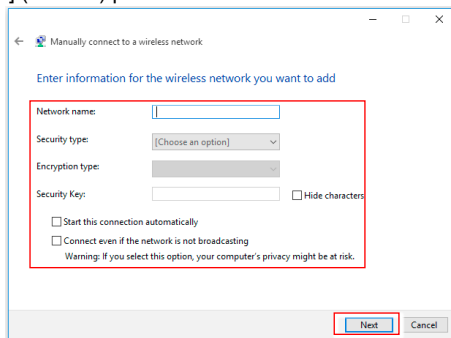 Manually connect to a wireless network
Enter information for the wireless network you want to add
Network name:
Security type: [Choose an option]
Encryption type:
Security Key: Hide characters
Start this connection automatically
Connect even if the network is not broadcasting
Warning: If you select this option, your computer's privacy might be at risk.
Next Cancel